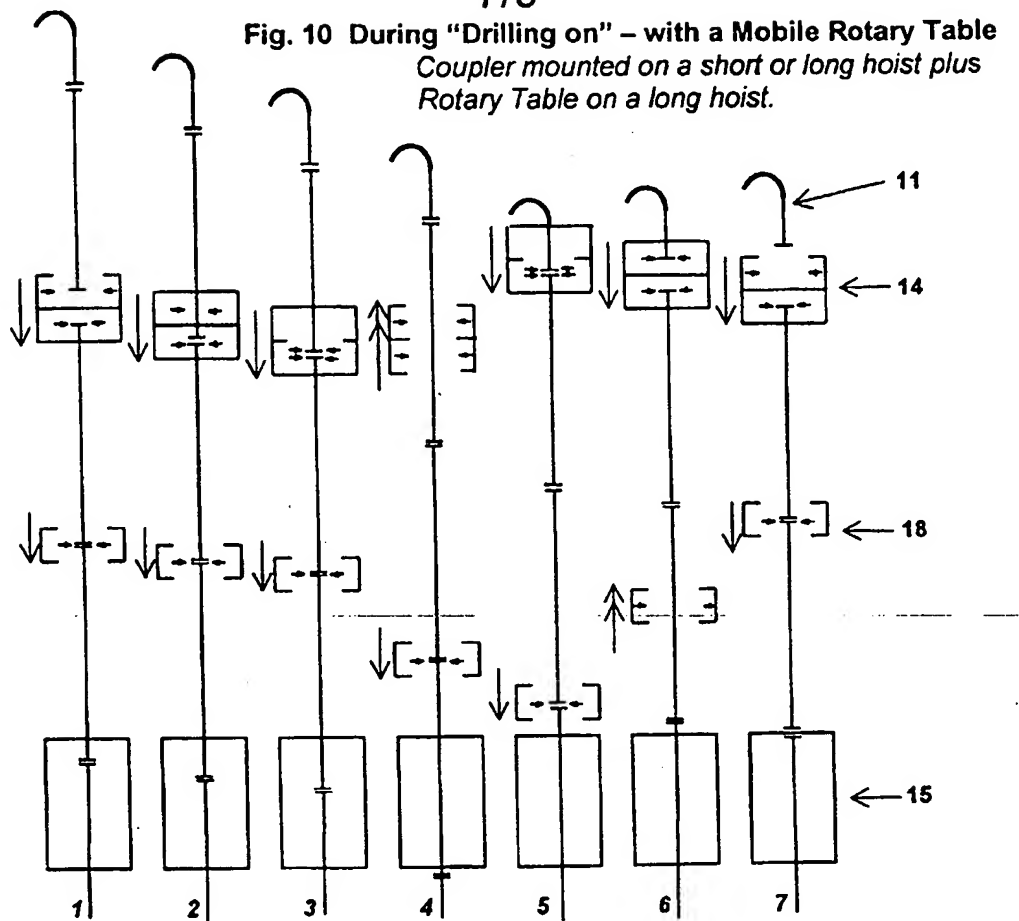 Fig. 10 During “Drilling on” – with a Mobile Rotary Table
Coupler mounted on a short or long hoist plus
Rotary Table on a long hoist.
11
14
18
15
1 2 3 4 5 6 7